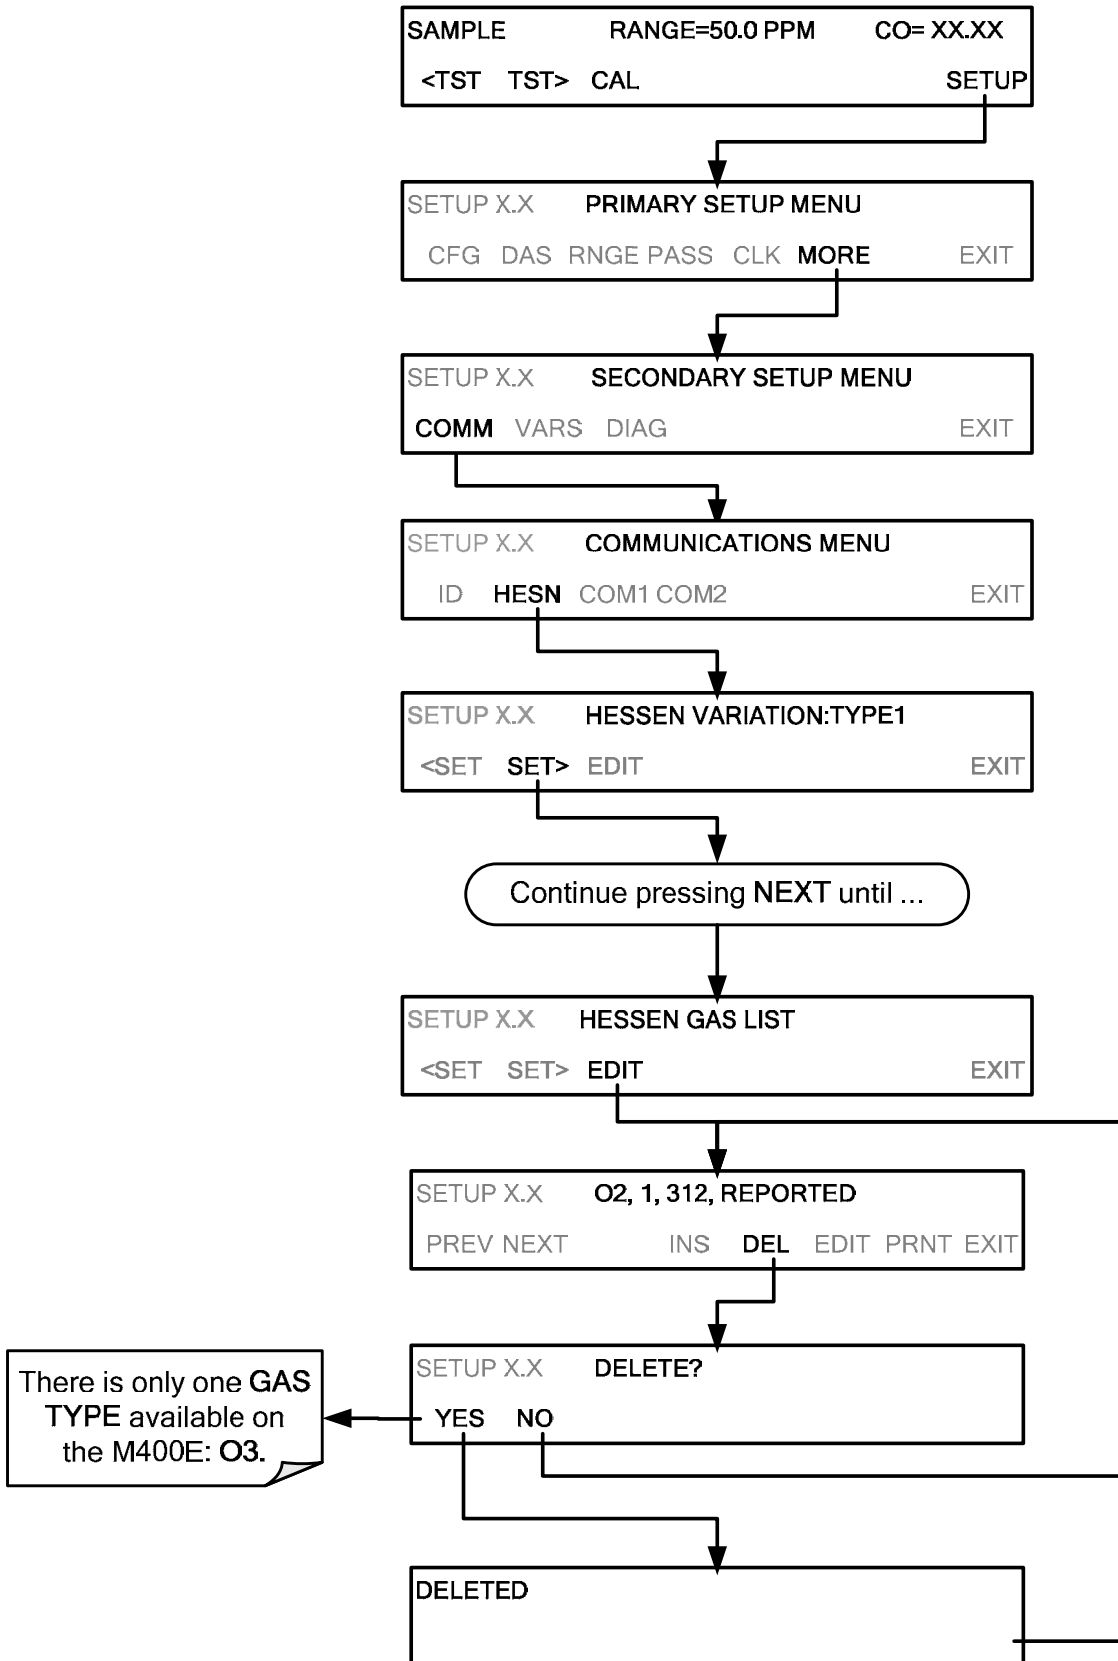 SAMPLE RANGE=50.0 PPM CO= XX.XX
<TST TST> CAL SETUP
SETUP X.X PRIMARY SETUP MENU
CFG DAS RNGE PASS CLK MORE EXIT
SETUP X.X SECONDARY SETUP MENU
COMM VARS DIAG EXIT
SETUP X.X COMMUNICATIONS MENU
ID HESN COM1 COM2 EXIT
SETUP X.X HESSEN VARIATION:TYPE1
<SET SET> EDIT EXIT
Continue pressing NEXT until ...
SETUP X.X HESSEN GAS LIST
<SET SET> EDIT EXIT
SETUP X.X O2, 1, 312, REPORTED
PREV NEXT INS DEL EDIT PRNT EXIT
SETUP X.X DELETE?
YES NO
There is only one GAS
TYPE available on
the M400E: O3.
DELETED